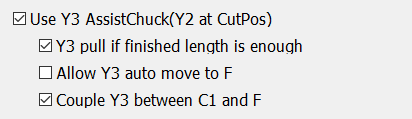 Use Y3 AssistChuck(Y2 at CutPos)
Y3 pull if finished length is enough
Allow Y3 auto move to F
Couple Y3 between C1 and F